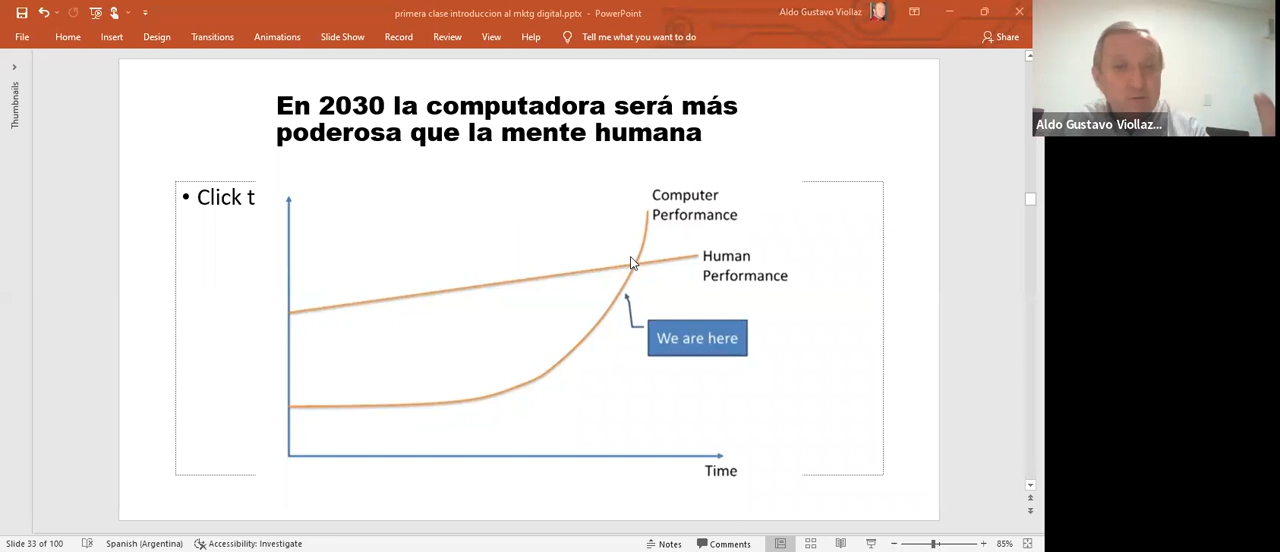 primera clase introduccion al mktg digital.pptx - PowerPoint
Aldo Gustavo Viollaz
File Home Insert Design Transitions Animations Slide Show Record Review View Help Tell me what you want to do Share
Thumbnails
En 2030 la computadora será más
poderosa que la mente humana
• Click t
Computer
Performance
Human
Performance
We are here
Time
Aldo Gustavo Viollaz...
Slide 33 of 100 Spanish (Argentina) Accessibility: Investigate Notes Comments 85%